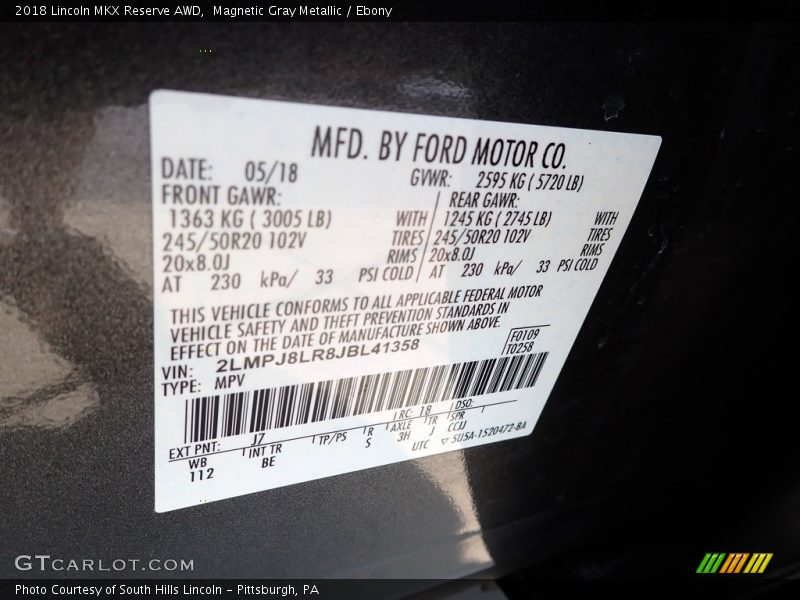 2018 Lincoln MKX Reserve AWD, Magnetic Gray Metallic / Ebony
MFD. BY FORD MOTOR CO.
DATE: 05/18 GVWR: 2595 KG ( 5720 LB)
FRONT GAWR: REAR GAWR:
1363 KG ( 3005 LB) WITH 1245 KG ( 2745 LB) WITH
245/50R20 102V TIRES 245/50R20 102V TIRES
20x8.0J RIMS 20x8.0J RIMS
AT 230 kPa/ 33 PSI COLD AT 230 kPa/ 33 PSI COLD
THIS VEHICLE CONFORMS TO ALL APPLICABLE FEDERAL MOTOR
VEHICLE SAFETY AND THEFT PREVENTION STANDARDS IN
EFFECT ON THE DATE OF MANUFACTURE SHOWN ABOVE.
F0109
T0258
VIN: 2LMPJ8LR8JBL41358
TYPE: MPV
EXT PNT: J7 RC: 18 DSO:
WB INT TR TP/PS R AXLE TR SPR
112 BE S 3H J CCJJ
UTC 5U5A-1520472-BA
GTCARLOT.COM
Photo Courtesy of South Hills Lincoln - Pittsburgh, PA